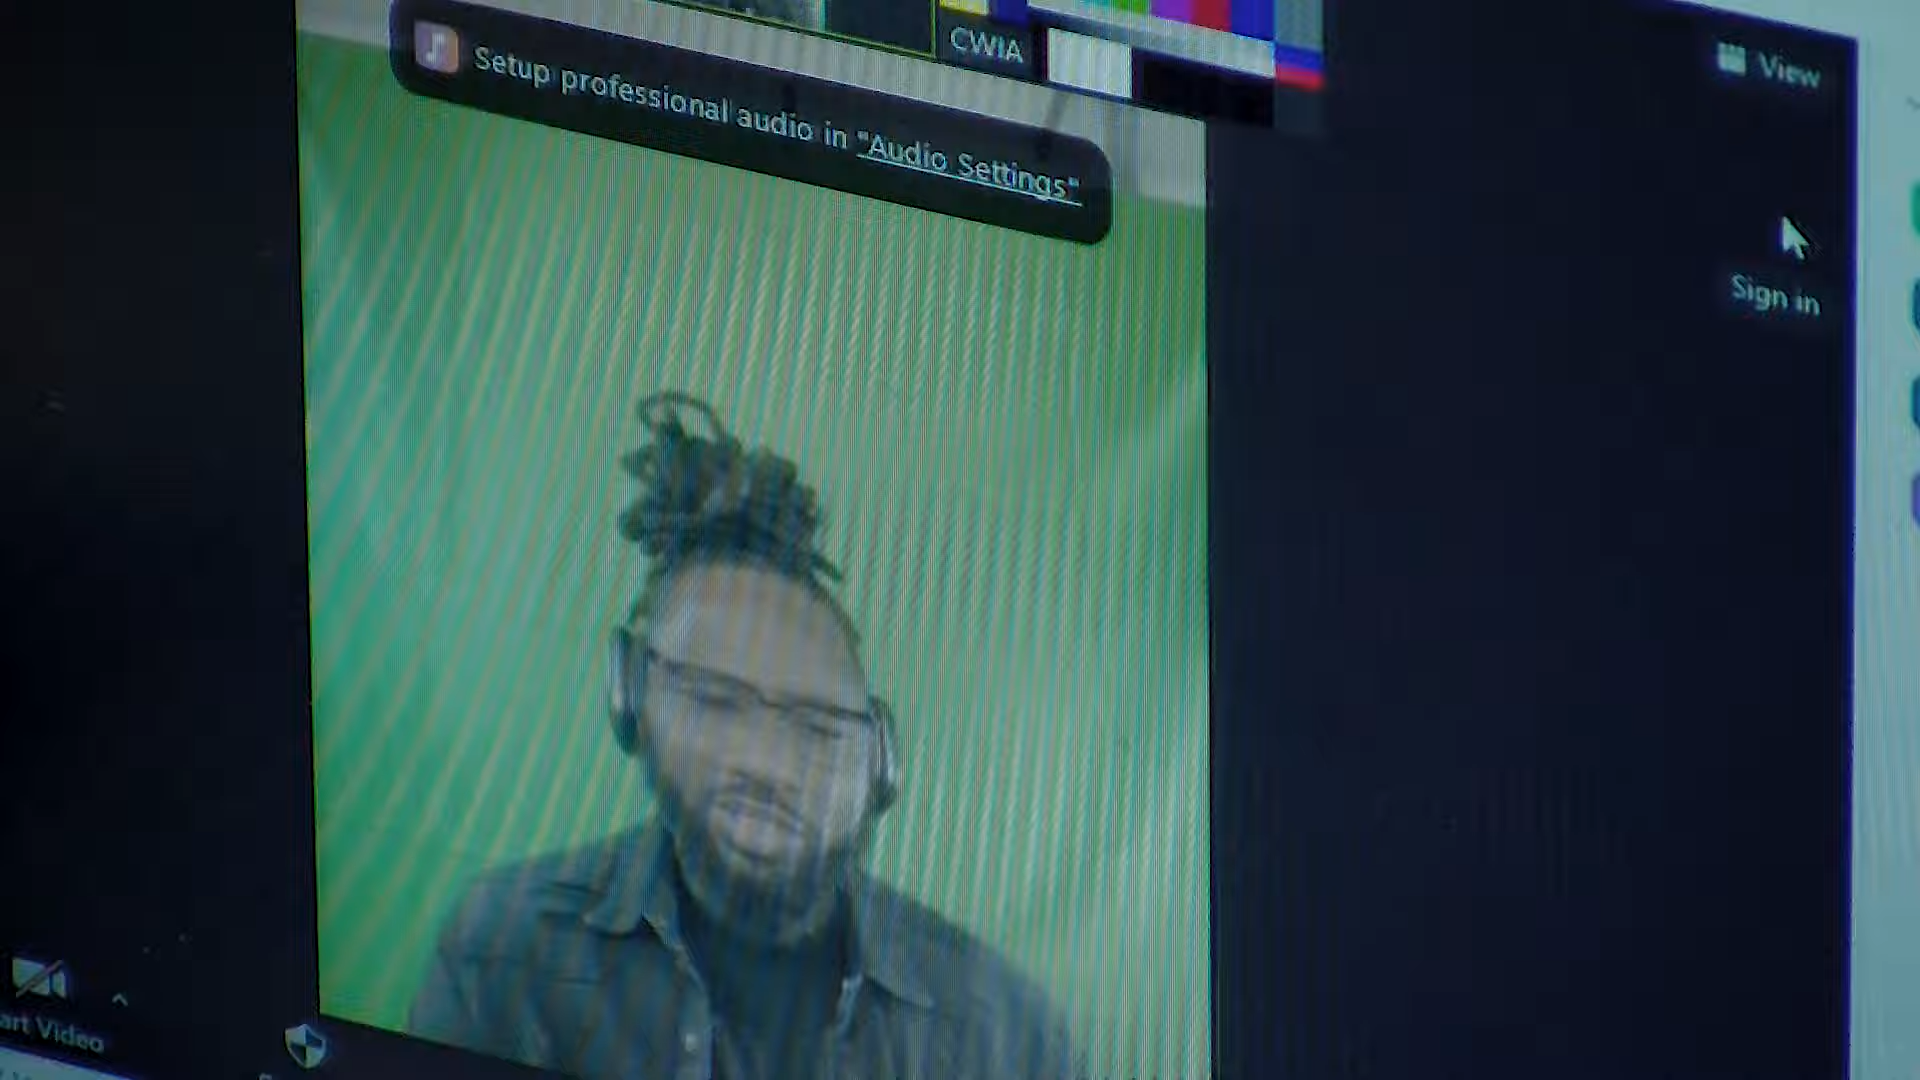 CWIA
View
Setup professional audio in "Audio Settings"
Sign in
art Video